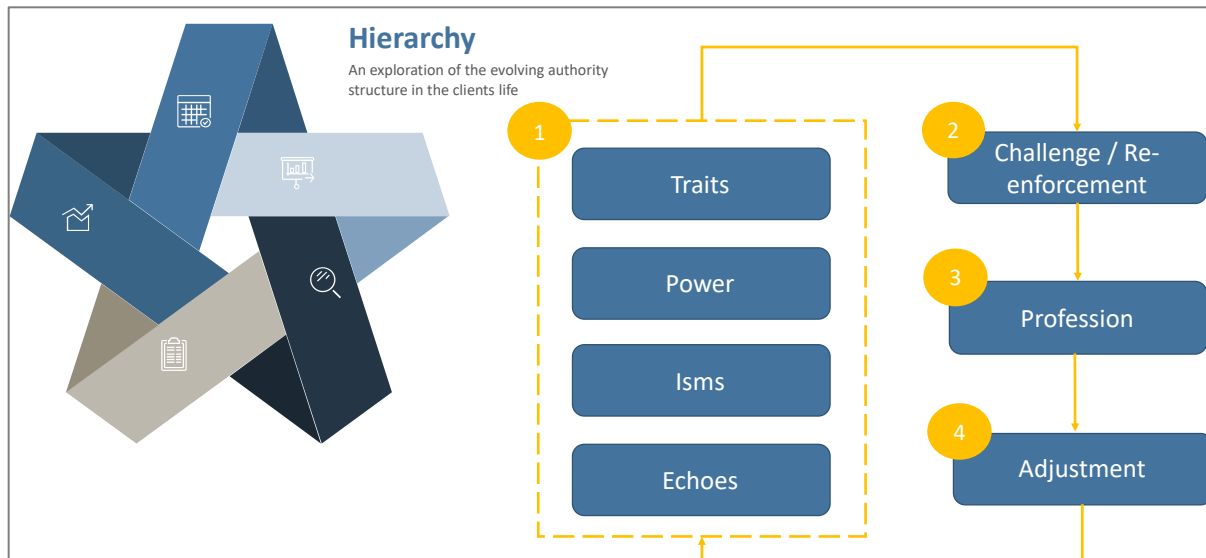 Hierarchy
An exploration of the evolving authority
structure in the clients life
1
Traits
Power
Isms
Echoes
2
Challenge / Re-
enforcement
3
Profession
4
Adjustment